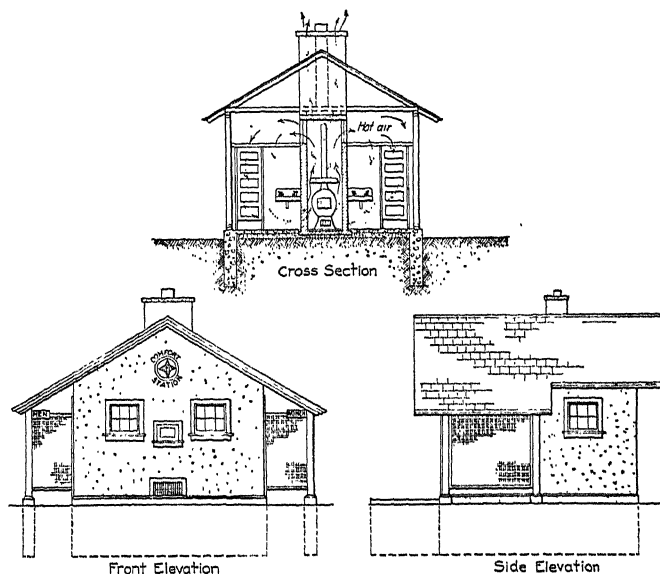 Hot air
Cross Section
COMFORT
STATION
MEN
Front Elevation
Side Elevation